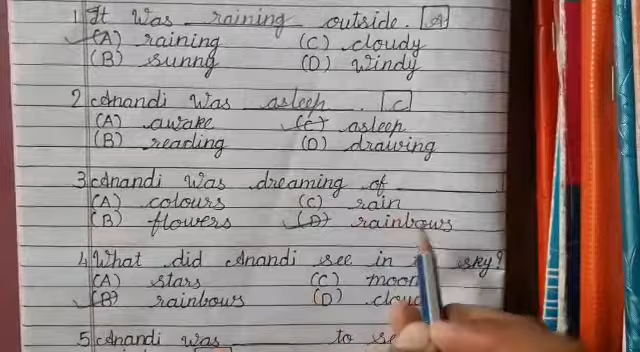 1. It was raining outside. A
(A) raining (C) cloudy
(B) sunny (D) windy
2. Anandi was asleep. C
(A) awake (C) asleep
(B) reading (D) drawing
3. Anandi was dreaming of
(A) colours (C) rain
(B) flowers (D) rainbows
4. What did Anandi see in sky?
(A) stars (C) moon
(B) rainbows (D)
5. Anandi was to